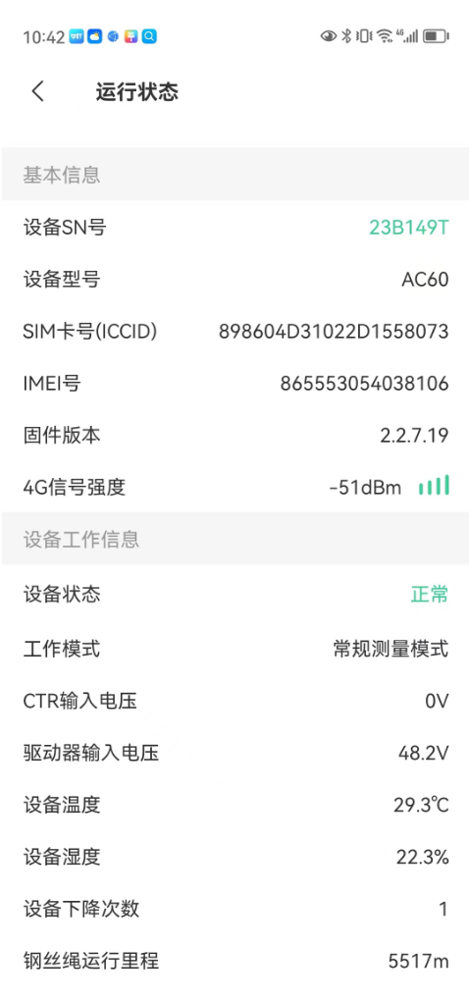 10:42
运行状态
基本信息
设备SN号 23B149T
设备型号 AC60
SIM卡号(ICCID) 898604D31022D1558073
IMEI号 865553054038106
固件版本 2.2.7.19
4G信号强度 -51dBm
设备工作信息
设备状态 正常
工作模式 常规测量模式
CTR输入电压 0V
驱动器输入电压 48.2V
设备温度 29.3℃
设备湿度 22.3%
设备下降次数 1
钢丝绳运行里程 5517m